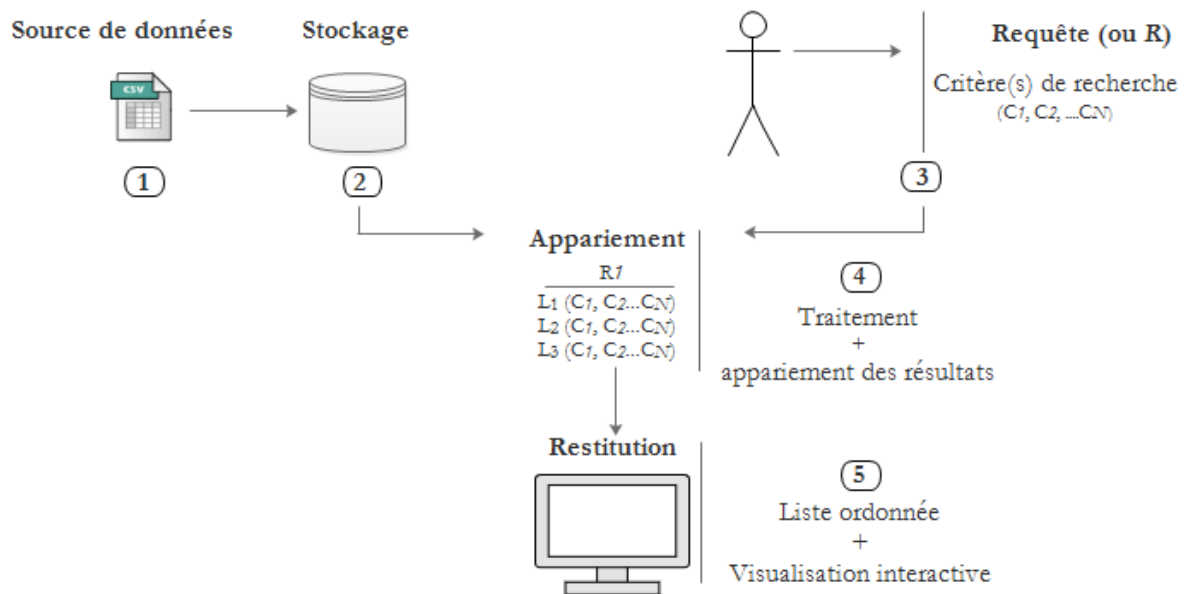 Source de données
Stockage
Requête (ou R)
CSV
Critère(s) de recherche
(C1, C2, ...CN)
1
2
3
Appariement
R1
L1 (C1, C2...CN)
L2 (C1, C2...CN)
L3 (C1, C2...CN)
4
Traitement
+
appariement des résultats
Restitution
5
Liste ordonnée
+
Visualisation interactive